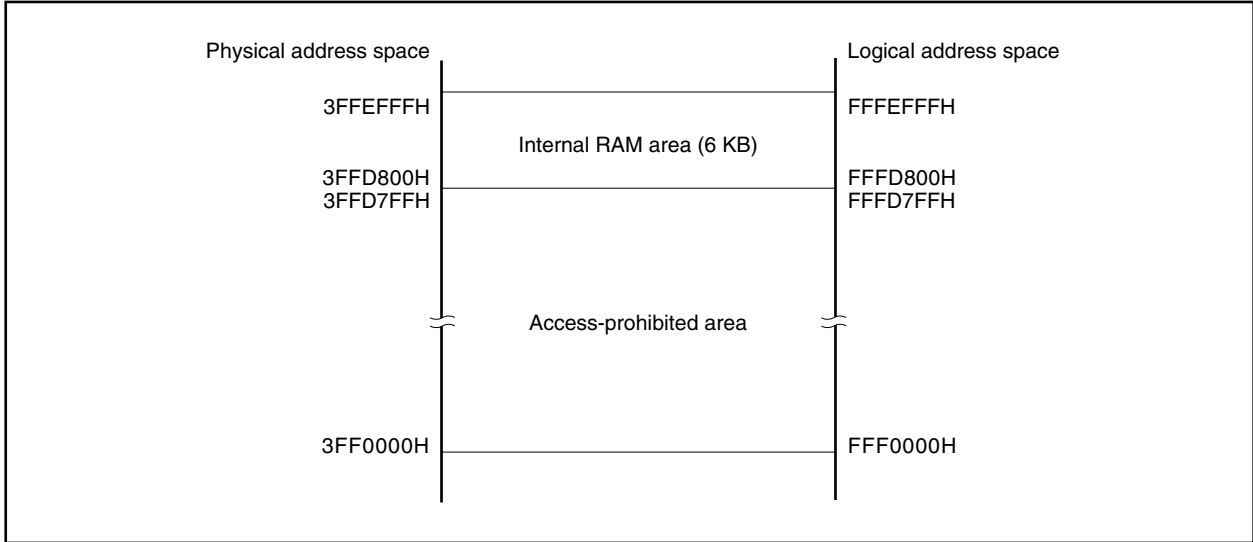 Physical address space
Logical address space
3FFEFFFH
FFFEFFFH
Internal RAM area (6 KB)
3FFD800H
FFFD800H
3FFD7FFH
FFFD7FFH
Access-prohibited area
3FF0000H
FFF0000H